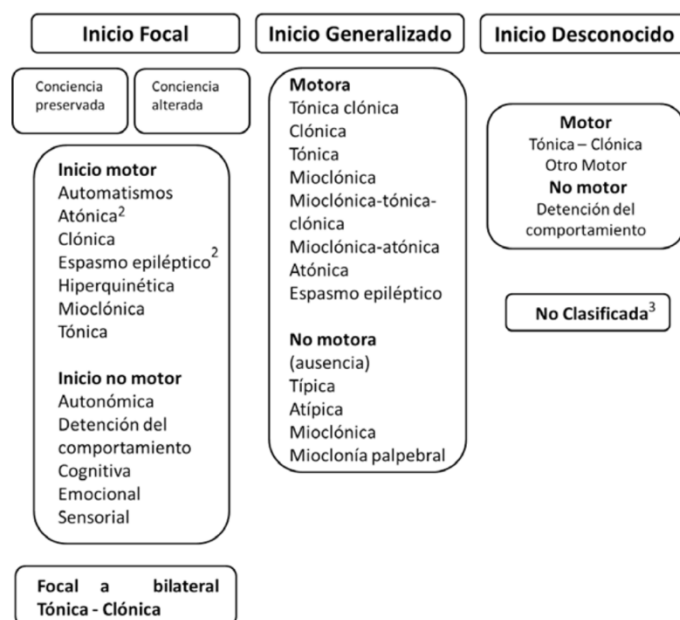 Inicio Focal
Conciencia
preservada
Conciencia
alterada
Inicio motor
Automatismos
Atónica²
Clónica
Espasmo epiléptico²
Hiperquinética
Mioclónica
Tónica
Inicio no motor
Autonómica
Detención del
comportamiento
Cognitiva
Emocional
Sensorial
Focal a bilateral
Tónica - Clónica
Inicio Generalizado
Motora
Tónica clónica
Clónica
Tónica
Mioclónica
Mioclónica-tónica-
clónica
Mioclónica-atónica
Atónica
Espasmo epiléptico
No motora
(ausencia)
Típica
Atípica
Mioclónica
Mioclonía palpebral
Inicio Desconocido
Motor
Tónica – Clónica
Otro Motor
No motor
Detención del
comportamiento
No Clasificada³